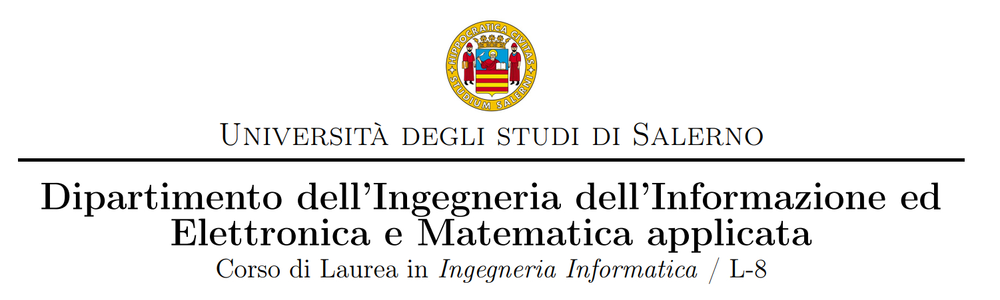 HIPPOCRATICA CIVITAS
STUDIUM SALERNI
Università degli studi di Salerno
Dipartimento dell'Ingegneria dell'Informazione ed
Elettronica e Matematica applicata
Corso di Laurea in Ingegneria Informatica / L-8